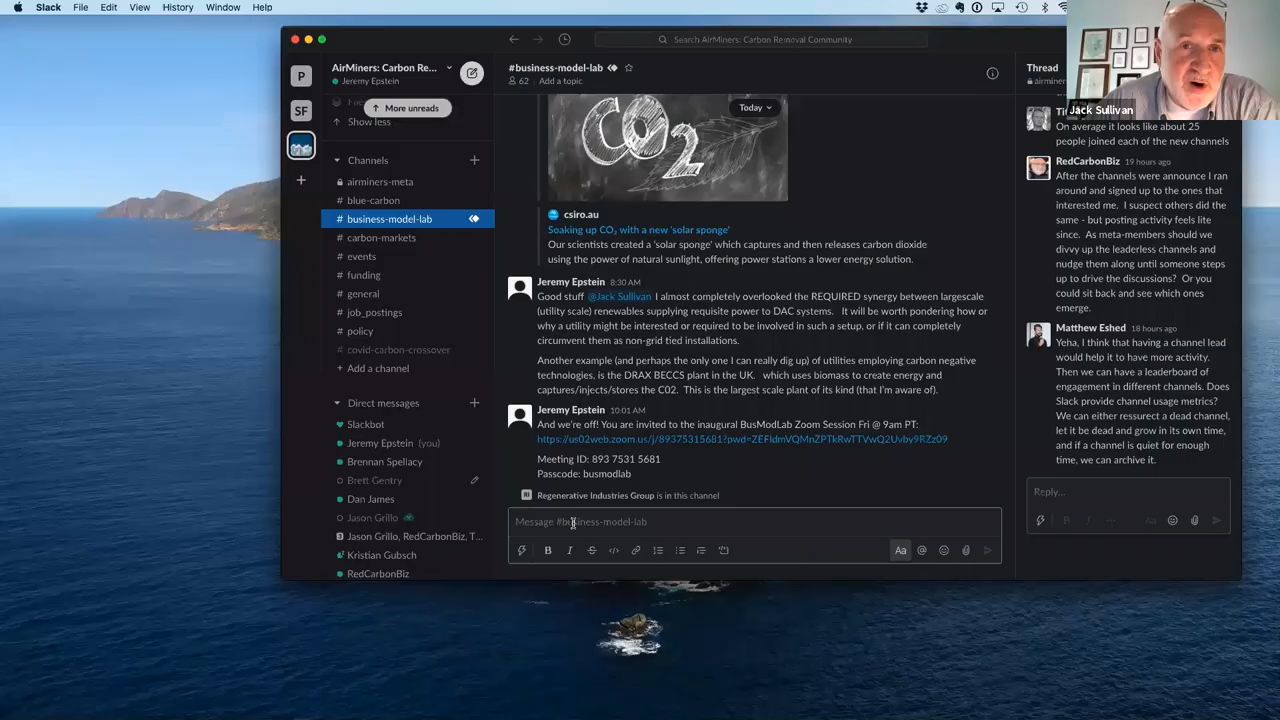 Slack File Edit View History Window Help
Search AirMiners: Carbon Removal Community
AirMiners: Carbon Re...
Jeremy Epstein
P
SF
More unreads
Show less
Channels
airminers-meta
# blue-carbon
# business-model-lab
# carbon-markets
# events
# funding
# general
# job_postings
# policy
# covid-carbon-crossover
+ Add a channel
Direct messages
Slackbot
Jeremy Epstein (you)
Brennan Spellacy
Brett Gentry
Dan James
Jason Grillo
3 Jason Grillo, RedCarbonBiz, T...
Kristian Gubsch
RedCarbonBiz
#business-model-lab
62 Add a topic
Today
CO2
csiro.au
Soaking up CO₂ with a new 'solar sponge'
Our scientists created a 'solar sponge' which captures and then releases carbon dioxide
using the power of natural sunlight, offering power stations a lower energy solution.
Jeremy Epstein 8:30 AM
Good stuff @Jack Sullivan I almost completely overlooked the REQUIRED synergy between largescale
(utility scale) renewables supplying requisite power to DAC systems. It will be worth pondering how or
why a utility might be interested or required to be involved in such a setup, or if it can completely
circumvent them as non-grid tied installations.
Another example (and perhaps the only one I can really dig up) of utilities employing carbon negative
technologies, is the DRAX BECCS plant in the UK. which uses biomass to create energy and
captures/injects/stores the C02. This is the largest scale plant of its kind (that I'm aware of).
Jeremy Epstein 10:01 AM
And we're off! You are invited to the inaugural BusModLab Zoom Session Fri @ 9am PT:
https://us02web.zoom.us/j/89375315681?pwd=ZEFIdmVQMnZPTkRwTTVwQ2Uvby9RZz09
Meeting ID: 893 7531 5681
Passcode: busmodlab
RI Regenerative Industries Group is in this channel
Message #business-model-lab
B I S Aa @
Thread
Jack Sullivan
On average it looks like about 25
people joined each of the new channels
RedCarbonBiz 19 hours ago
After the channels were announce I ran
around and signed up to the ones that
interested me. I suspect others did the
same - but posting activity feels lite
since. As meta-members should we
divvy up the leaderless channels and
nudge them along until someone steps
up to drive the discussions? Or you
could sit back and see which ones
emerge.
Matthew Eshed 18 hours ago
Yeha, I think that having a channel lead
would help it to have more activity.
Then we can have a leaderboard of
engagement in different channels. Does
Slack provide channel usage metrics?
We can either ressurect a dead channel,
let it be dead and grow in its own time,
and if a channel is quiet for enough
time, we can archive it.
Reply...
B I ... Aa